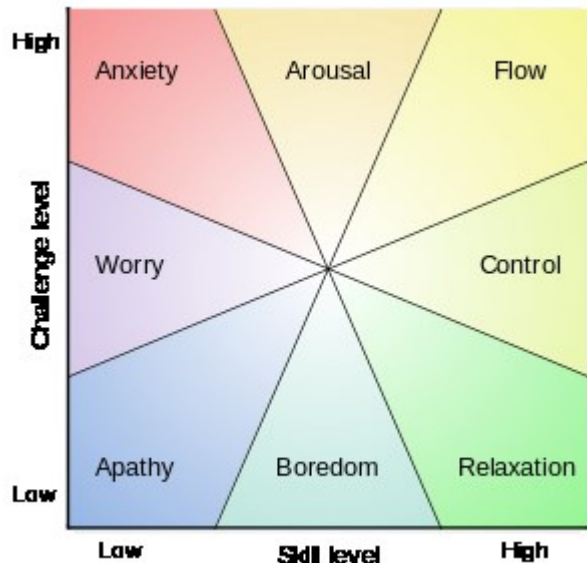 High
Anxiety
Arousal
Flow
Challenge level
Worry
Control
Apathy
Boredom
Relaxation
Low
Low
Skill level
High